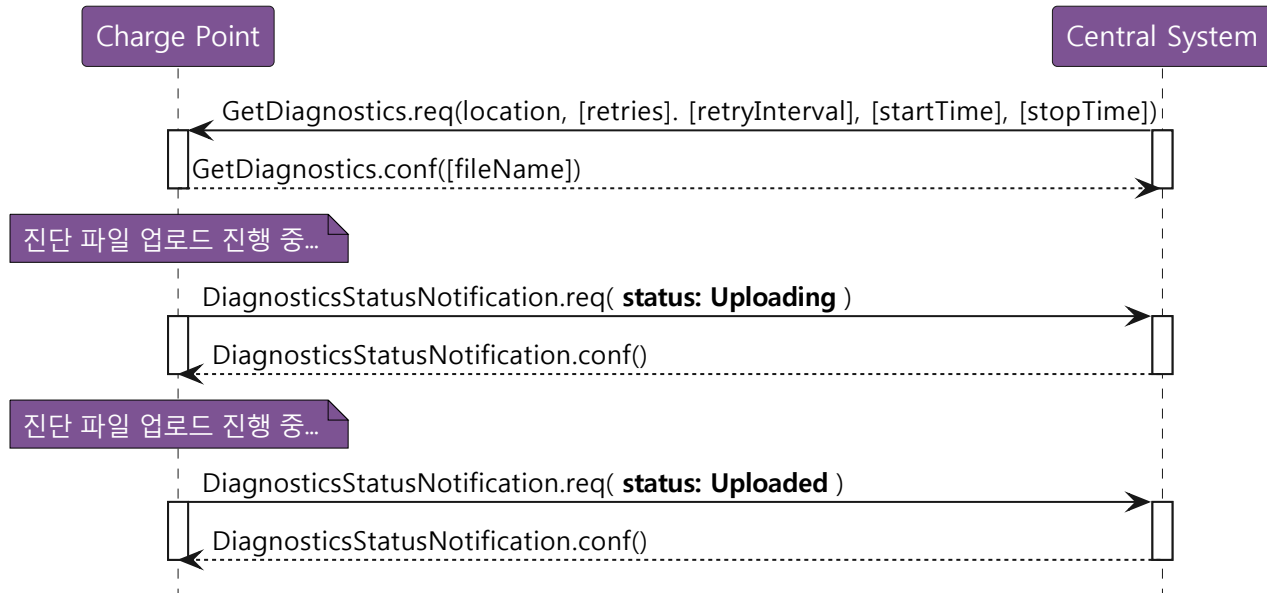 Charge Point
Central System
GetDiagnostics.req(location, [retries]. [retryInterval], [startTime], [stopTime])
GetDiagnostics.conf([fileName])
진단 파일 업로드 진행 중...
DiagnosticsStatusNotification.req( status: Uploading )
DiagnosticsStatusNotification.conf()
진단 파일 업로드 진행 중...
DiagnosticsStatusNotification.req( status: Uploaded )
DiagnosticsStatusNotification.conf()